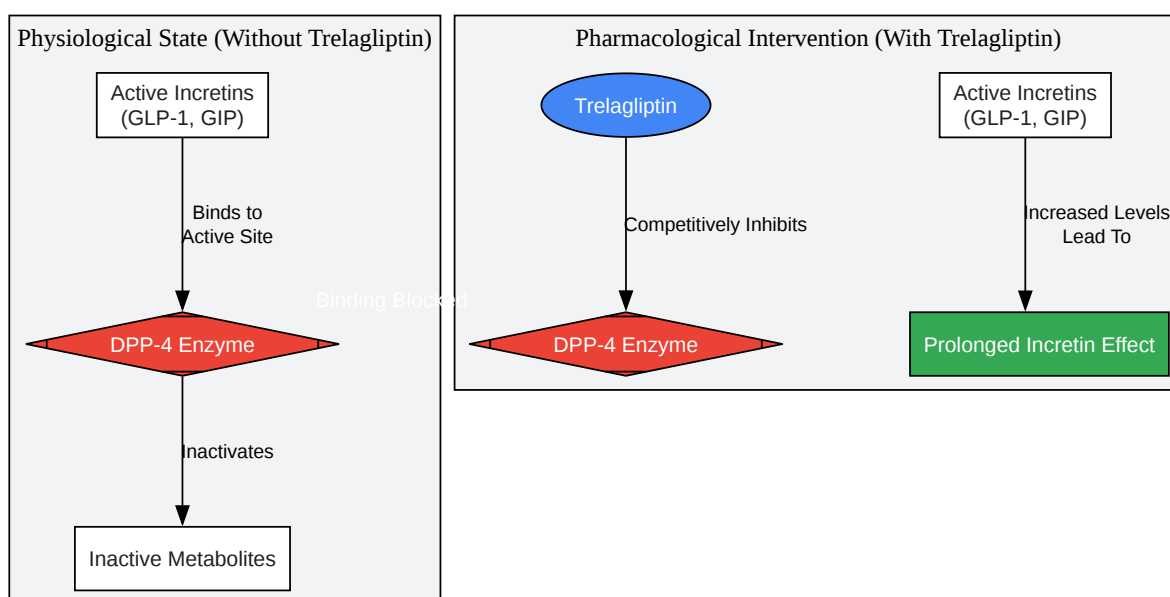 Physiological State (Without Trelagliptin)
Active Incretins
(GLP-1, GIP)
Binds to
Active Site
DPP-4 Enzyme
Inactivates
Inactive Metabolites
Binding Blocked
Pharmacological Intervention (With Trelagliptin)
Trelagliptin
Competitively Inhibits
DPP-4 Enzyme
Active Incretins
(GLP-1, GIP)
Increased Levels
Lead To
Prolonged Incretin Effect